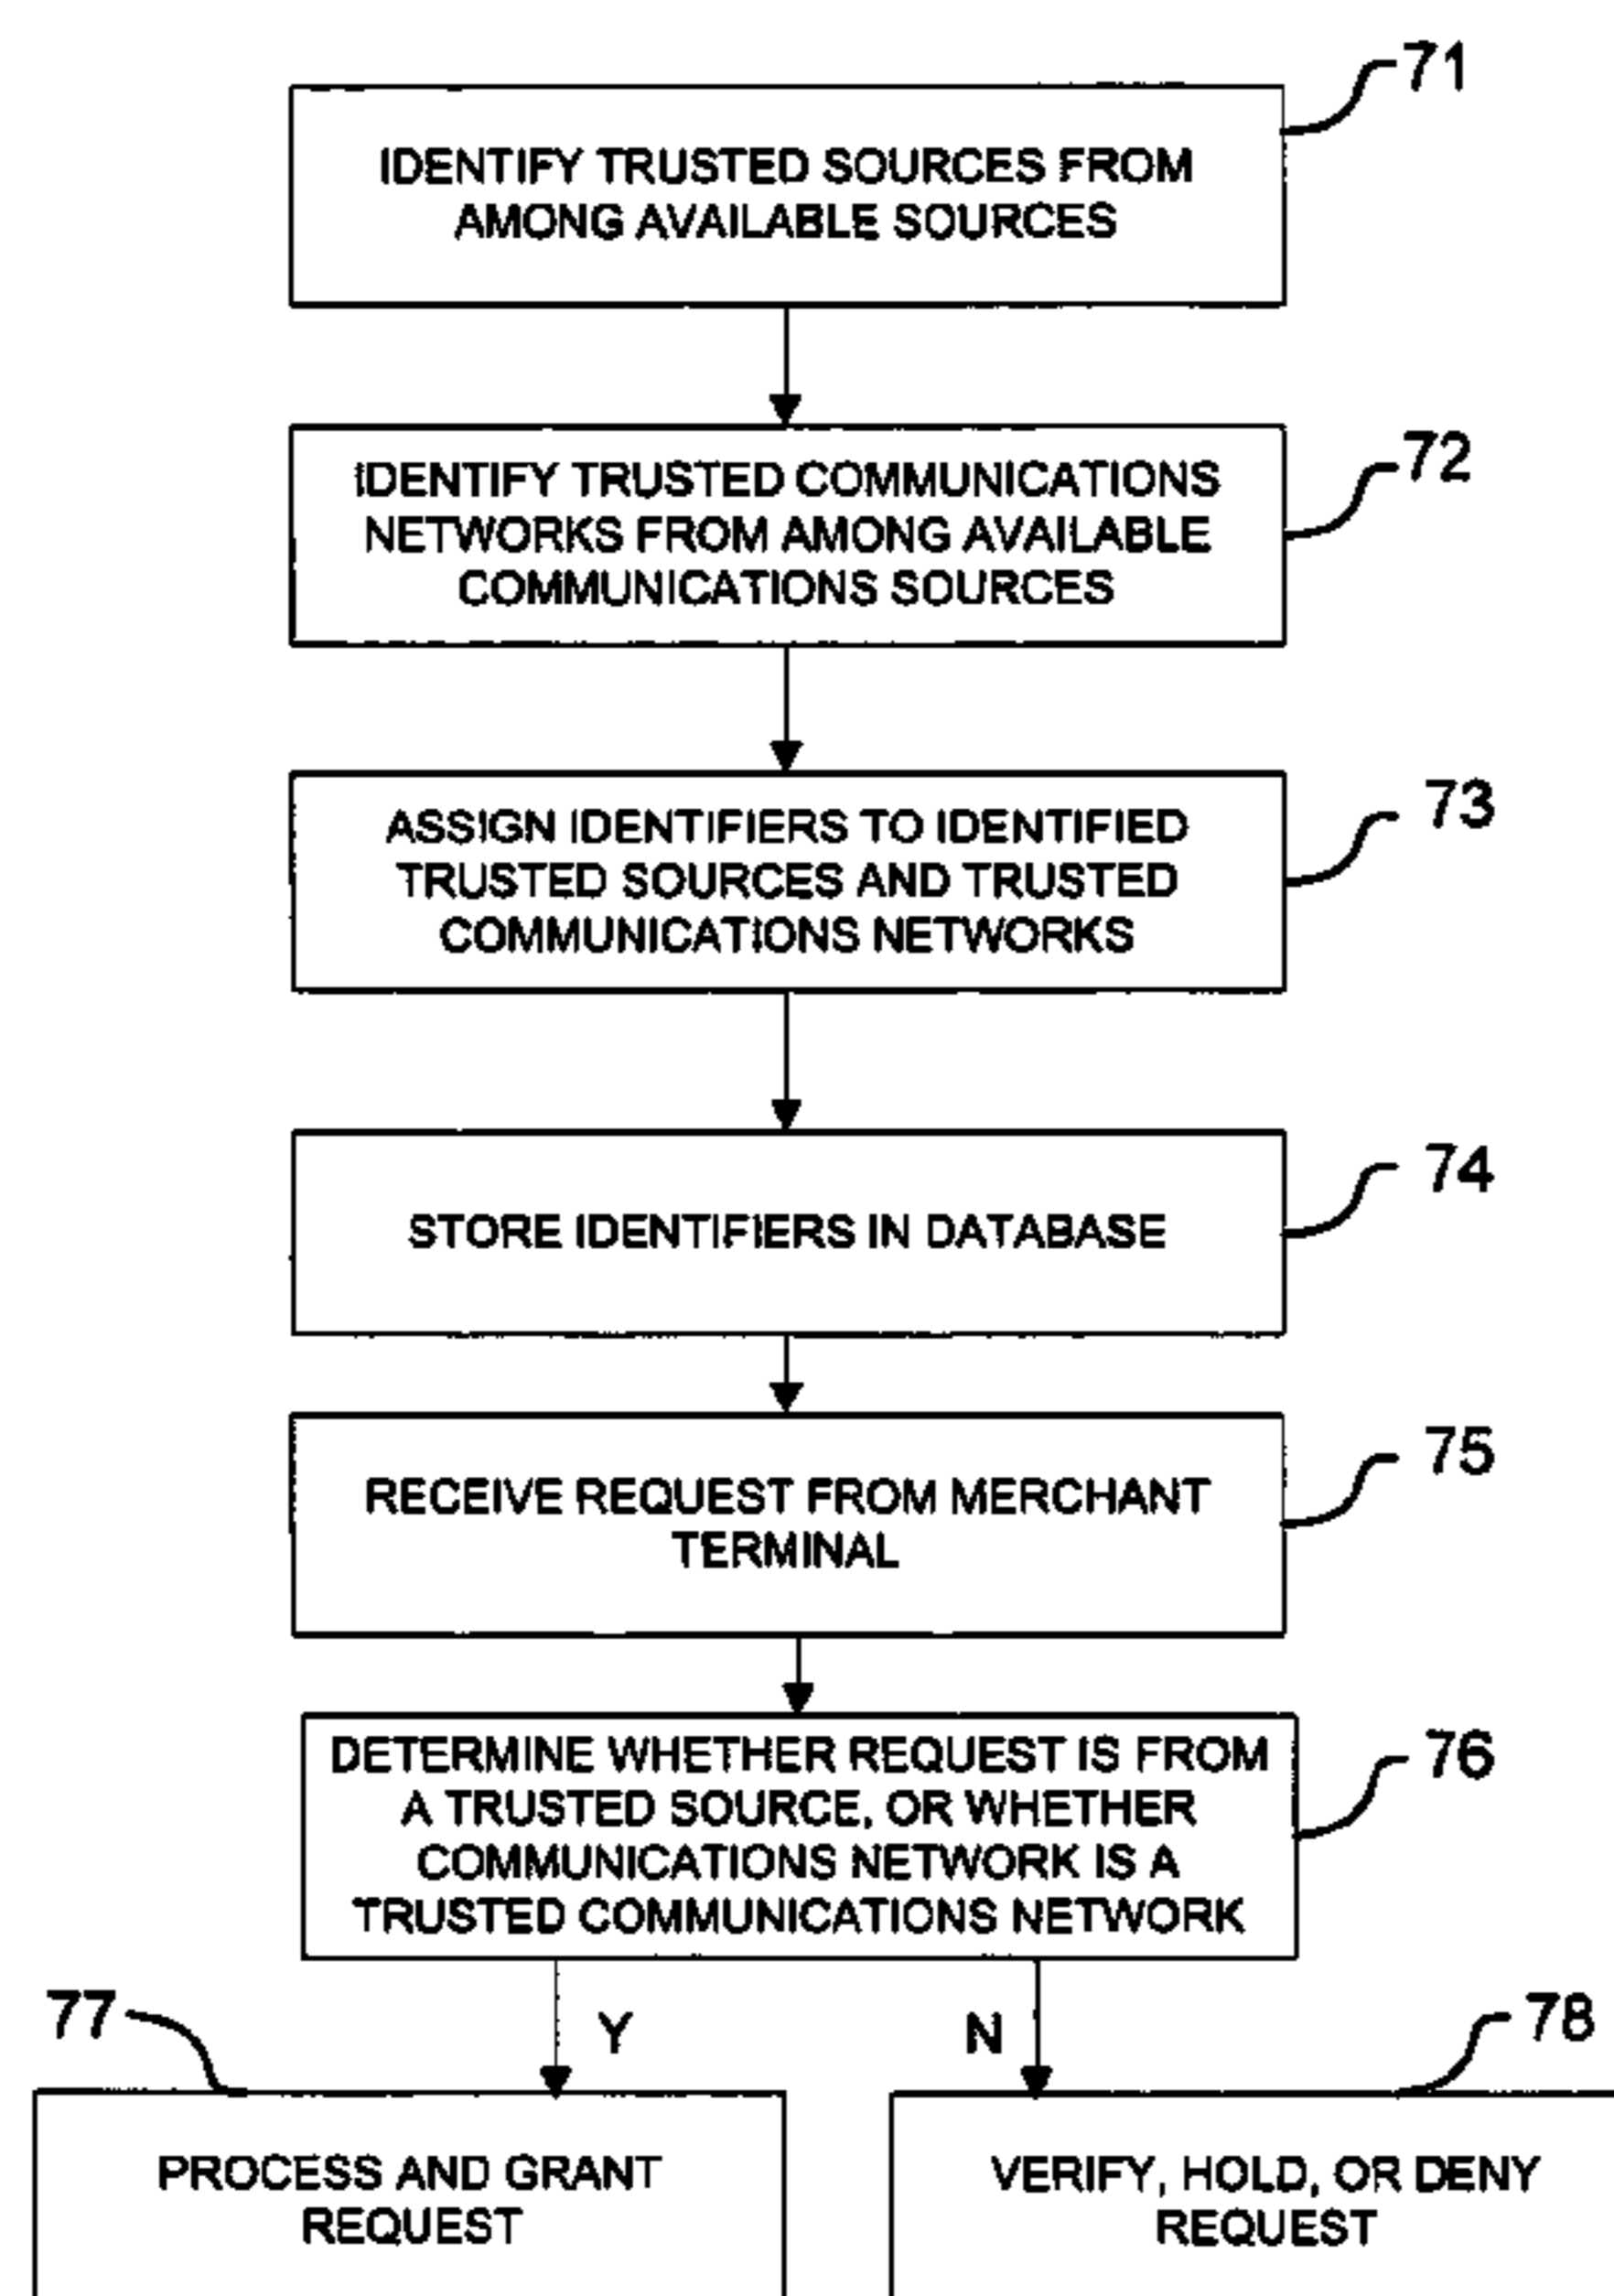 71
IDENTIFY TRUSTED SOURCES FROM
AMONG AVAILABLE SOURCES
72
IDENTIFY TRUSTED COMMUNICATIONS
NETWORKS FROM AMONG AVAILABLE
COMMUNICATIONS SOURCES
73
ASSIGN IDENTIFIERS TO IDENTIFIED
TRUSTED SOURCES AND TRUSTED
COMMUNICATIONS NETWORKS
74
STORE IDENTIFIERS IN DATABASE
75
RECEIVE REQUEST FROM MERCHANT
TERMINAL
76
DETERMINE WHETHER REQUEST IS FROM
A TRUSTED SOURCE, OR WHETHER
COMMUNICATIONS NETWORK IS A
TRUSTED COMMUNICATIONS NETWORK
77
Y
N
78
PROCESS AND GRANT
REQUEST
VERIFY, HOLD, OR DENY
REQUEST